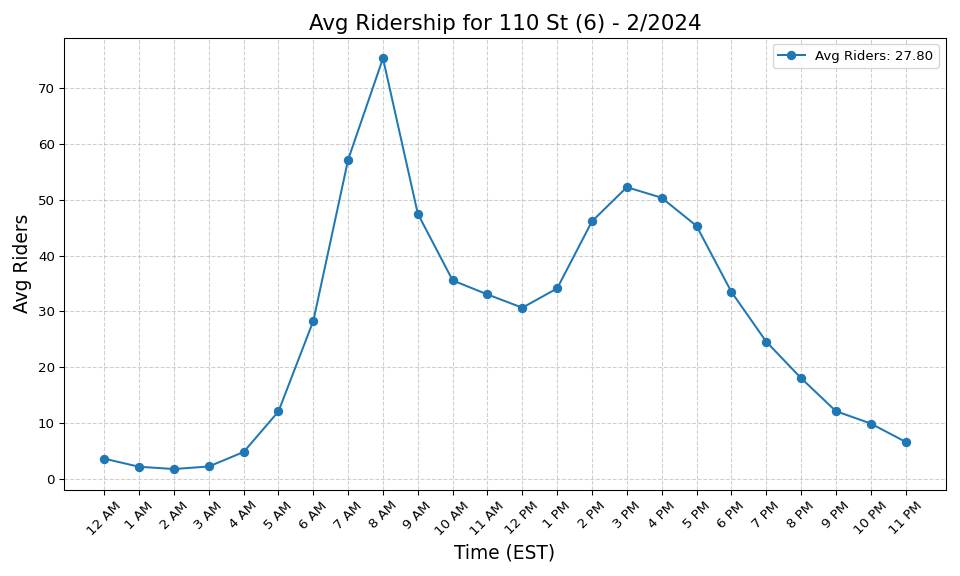 Avg Ridership for 110 St (6) - 2/2024
Avg Riders: 27.80
Avg Riders
70
60
50
40
30
20
10
0
12 AM
1 AM
2 AM
3 AM
4 AM
5 AM
6 AM
7 AM
8 AM
9 AM
10 AM
11 AM
12 PM
1 PM
2 PM
3 PM
4 PM
5 PM
6 PM
7 PM
8 PM
9 PM
10 PM
11 PM
Time (EST)